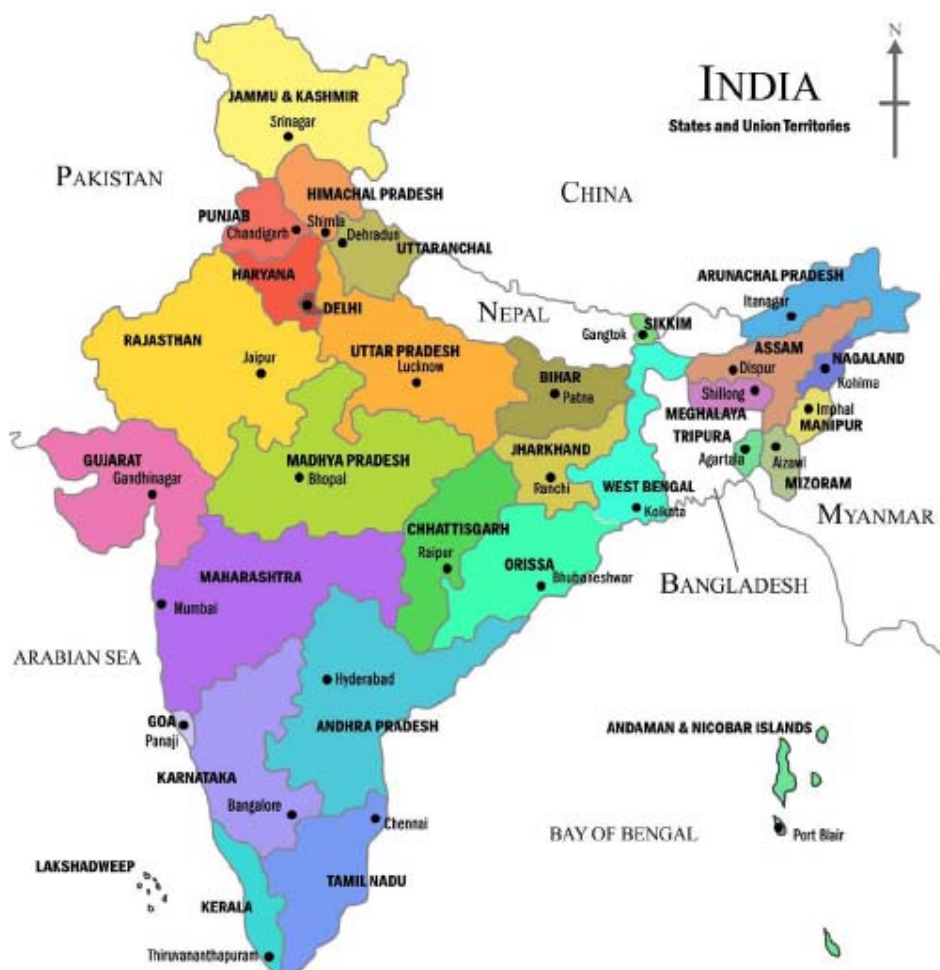 N
INDIA
States and Union Territories
JAMMU & KASHMIR
Srinagar
PAKISTAN
CHINA
HIMACHAL PRADESH
PUNJAB
Shimla
Chandigarh
Dehradun
UTTARANCHAL
HARYANA
ARUNACHAL PRADESH
DELHI
NEPAL
Itanagar
SIKKIM
Gangtok
RAJASTHAN
UTTAR PRADESH
ASSAM
Jaipur
Lucknow
NAGALAND
BIHAR
Dispur
Kohima
Patna
Shillong
MEGHALAYA
Imphal
MANIPUR
TRIPURA
JHARKHAND
Agartala
Aizawl
GUJARAT
MADHYA PRADESH
Gandhinagar
Bhopal
Ranchi
WEST BENGAL
MIZORAM
Kolkata
MYANMAR
CHHATTISGARH
Raipur
ORISSA
MAHARASHTRA
Bhubaneshwar
BANGLADESH
Mumbai
ARABIAN SEA
Hyderabad
GOA
Panaji
ANDHRA PRADESH
ANDAMAN & NICOBAR ISLANDS
KARNATAKA
Bangalore
Chennai
BAY OF BENGAL
Port Blair
LAKSHADWEEP
TAMIL NADU
KERALA
Thiruvananthapuram